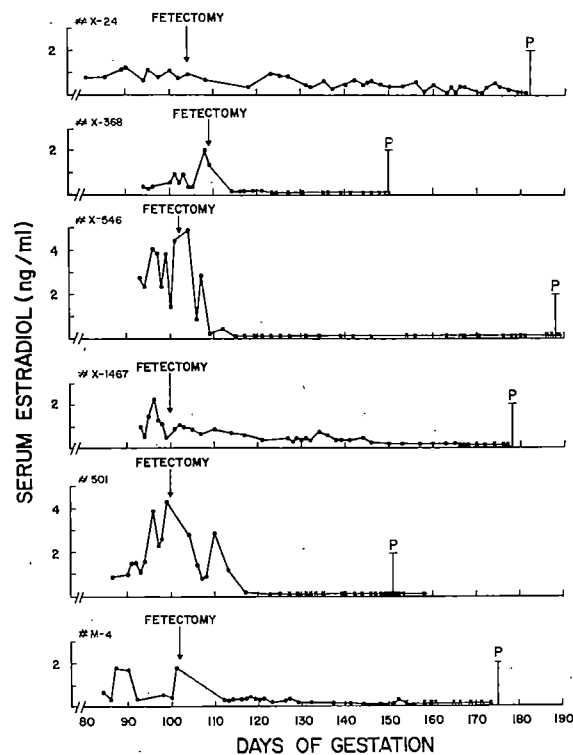 FETECTOMY
# X-24
2
P
FETECTOMY
# X-368
2
P
FETECTOMY
# X-546
4
2
P
FETECTOMY
# X-1467
2
P
FETECTOMY
# 501
4
2
P
FETECTOMY
# M-4
2
P
80 90 100 110 120 130 140 150 160 170 180 190
DAYS OF GESTATION
SERUM ESTRADIOL (ng/ml)